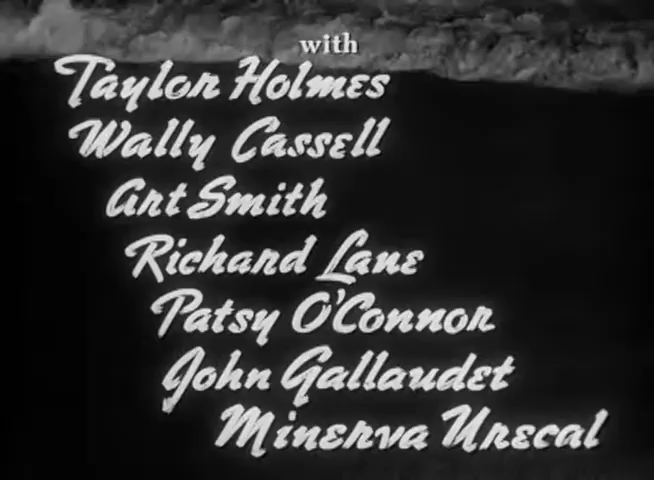 with
Taylor Holmes
Wally Cassell
Art Smith
Richard Lane
Patsy O'Connor
John Gallaudet
Minerva Urecal